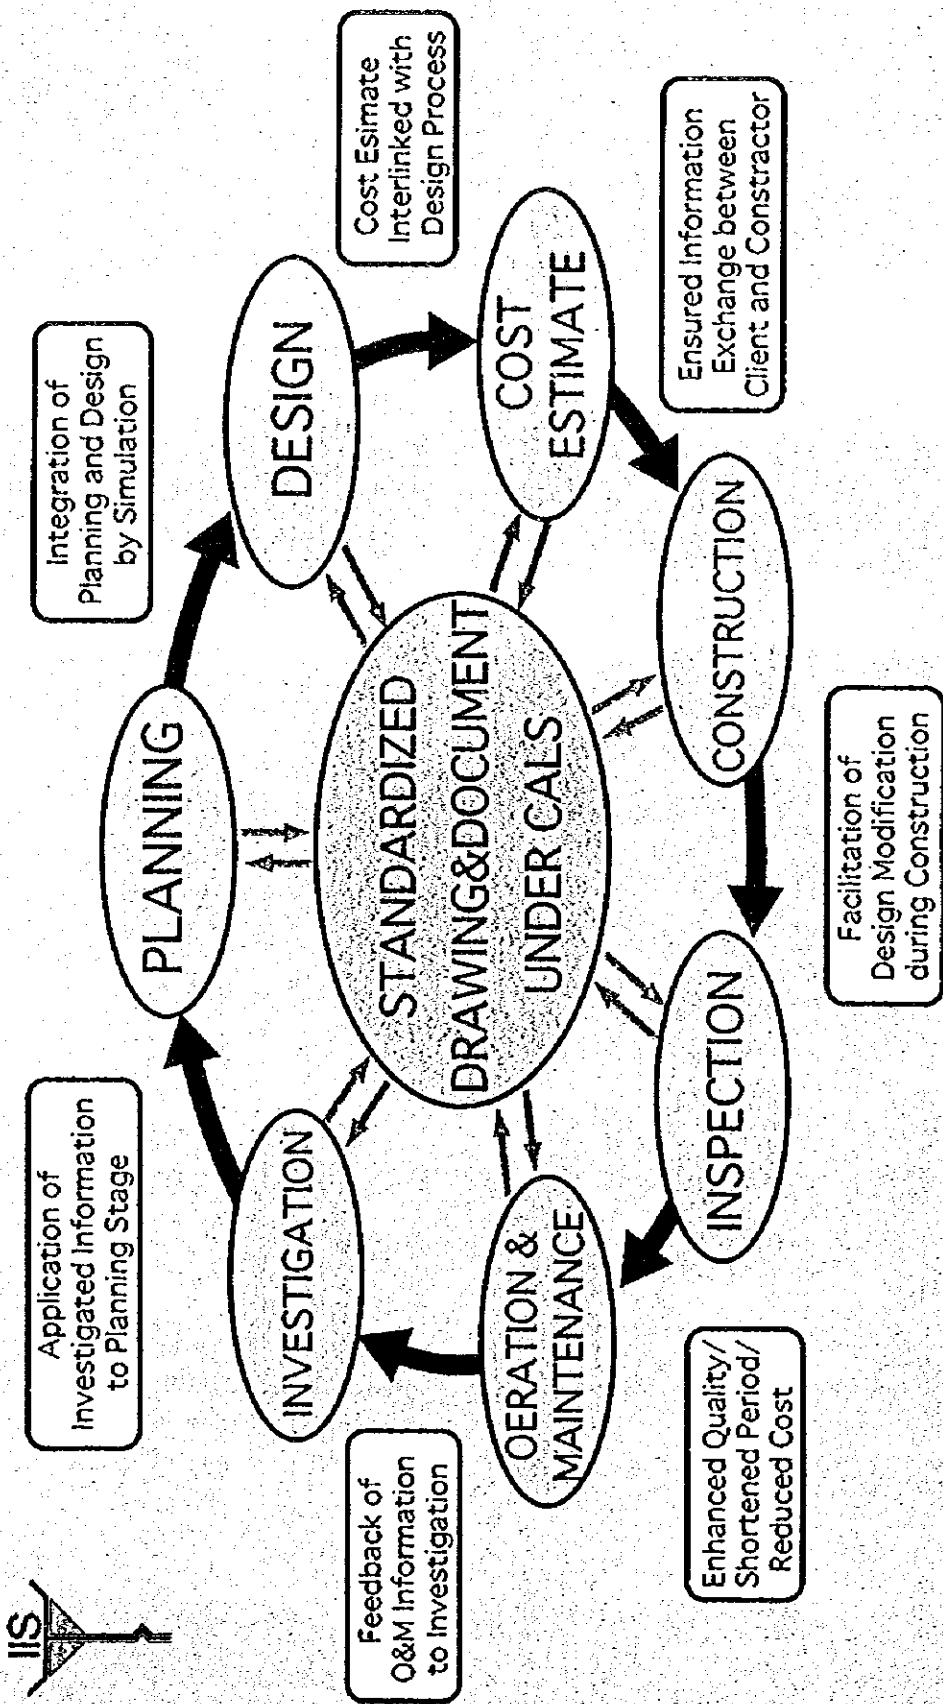 IIS
Application of
Investigated Information
to Planning Stage
Integration of
Planning and Design
by Simulation
PLANNING
INVESTIGATION
DESIGN
Feedback of
O&M Information
to Investigation
Cost Esimate
Interlinked with
Design Process
STANDARDIZED
DRAWING&DOCUMENT
UNDER CALS
OERATION &
MAINTENANCE
COST
ESTIMATE
INSPECTION
CONSTRUCTION
Enhanced Quality/
Shortened Period/
Reduced Cost
Ensured Information
Exchange between
Client and Constractor
Facilitation of
Design Modification
during Construction